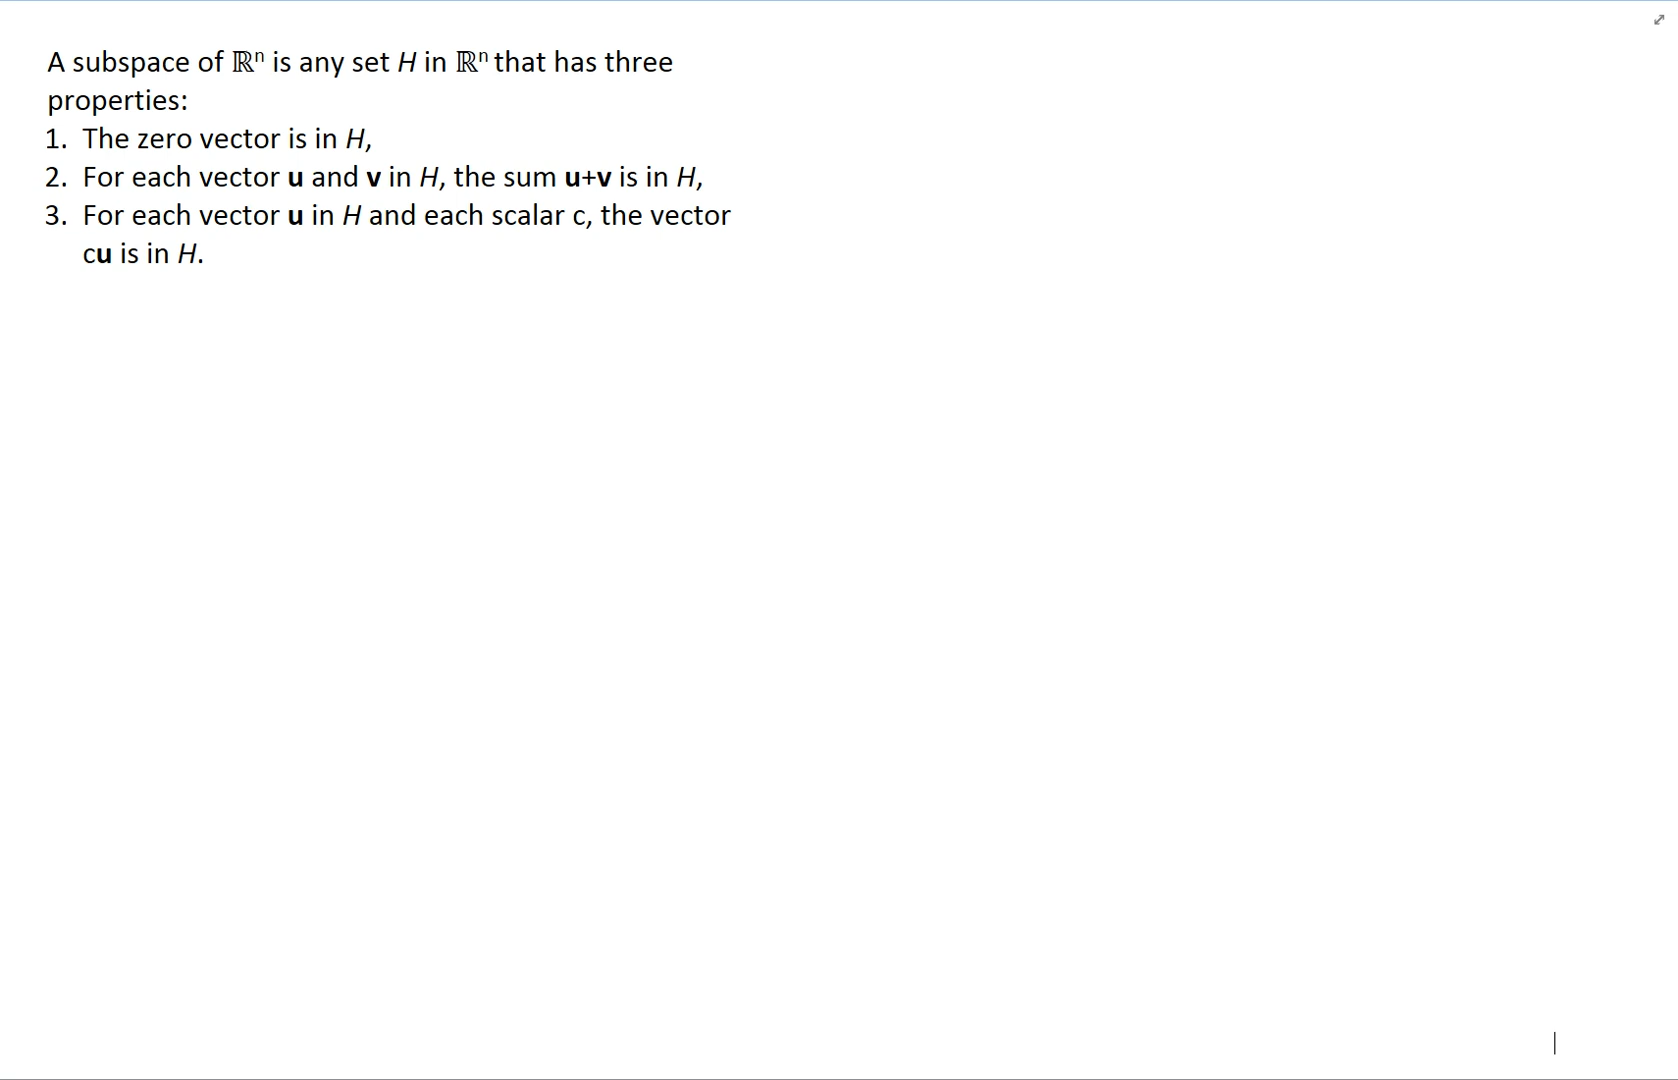 A subspace of ℝⁿ is any set H in ℝⁿ that has three
properties:
1. The zero vector is in H,
2. For each vector u and v in H, the sum u+v is in H,
3. For each vector u in H and each scalar c, the vector
cu is in H.